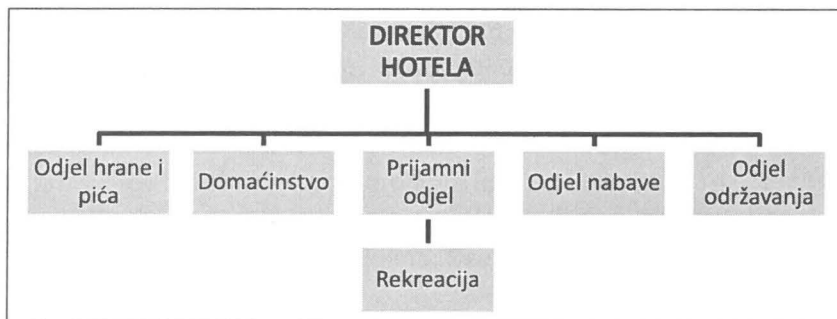 DIREKTOR
HOTELA
Odjel hrane i
pića
Domaćinstvo
Prijamni
odjel
Odjel nabave
Odjel
održavanja
Rekreacija